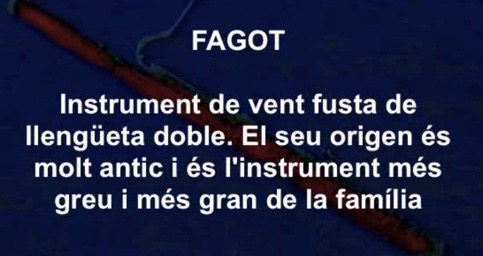 FAGOT
Instrument de vent fusta de
llengüeta doble. El seu origen és
molt antic i és l'instrument més
greu i més gran de la família